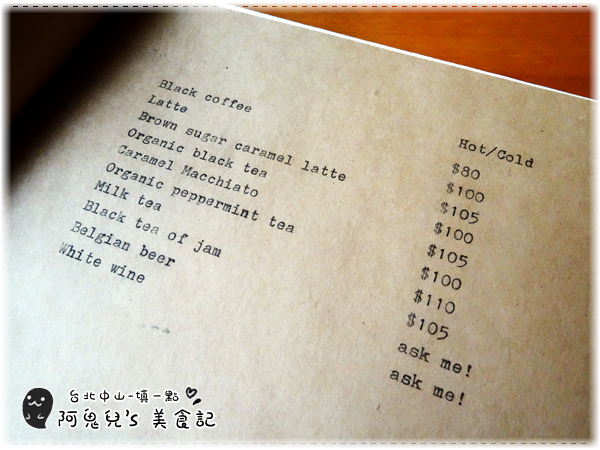 Hot/Cold
Black coffee $80
Latte $100
Brown sugar caramel latte $105
Organic black tea $100
Caramel Macchiato $105
Organic peppermint tea $100
Milk tea $110
Black tea of jam $105
Belgian beer ask me!
White wine ask me!
台北中山-填一點
阿鬼兒's 美食記